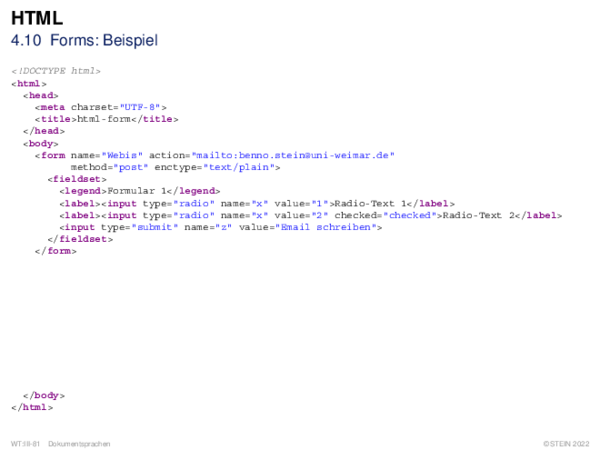 HTML
4.10 Forms: Beispiel
<!DOCTYPE html>
<html>
<head>
<meta charset="UTF-8">
<title>html-form</title>
</head>
<body>
<form name="Webis" action="mailto:benno.stein@uni-weimar.de"
method="post" enctype="text/plain">
<fieldset>
<legend>Formular 1</legend>
<label><input type="radio" name="x" value="1">Radio-Text 1</label>
<label><input type="radio" name="x" value="2" checked="checked">Radio-Text 2</label>
<input type="submit" name="z" value="Email schreiben">
</fieldset>
</form>
</body>
</html>
WT:III-81 Dokumentsprachen ©STEIN 2022